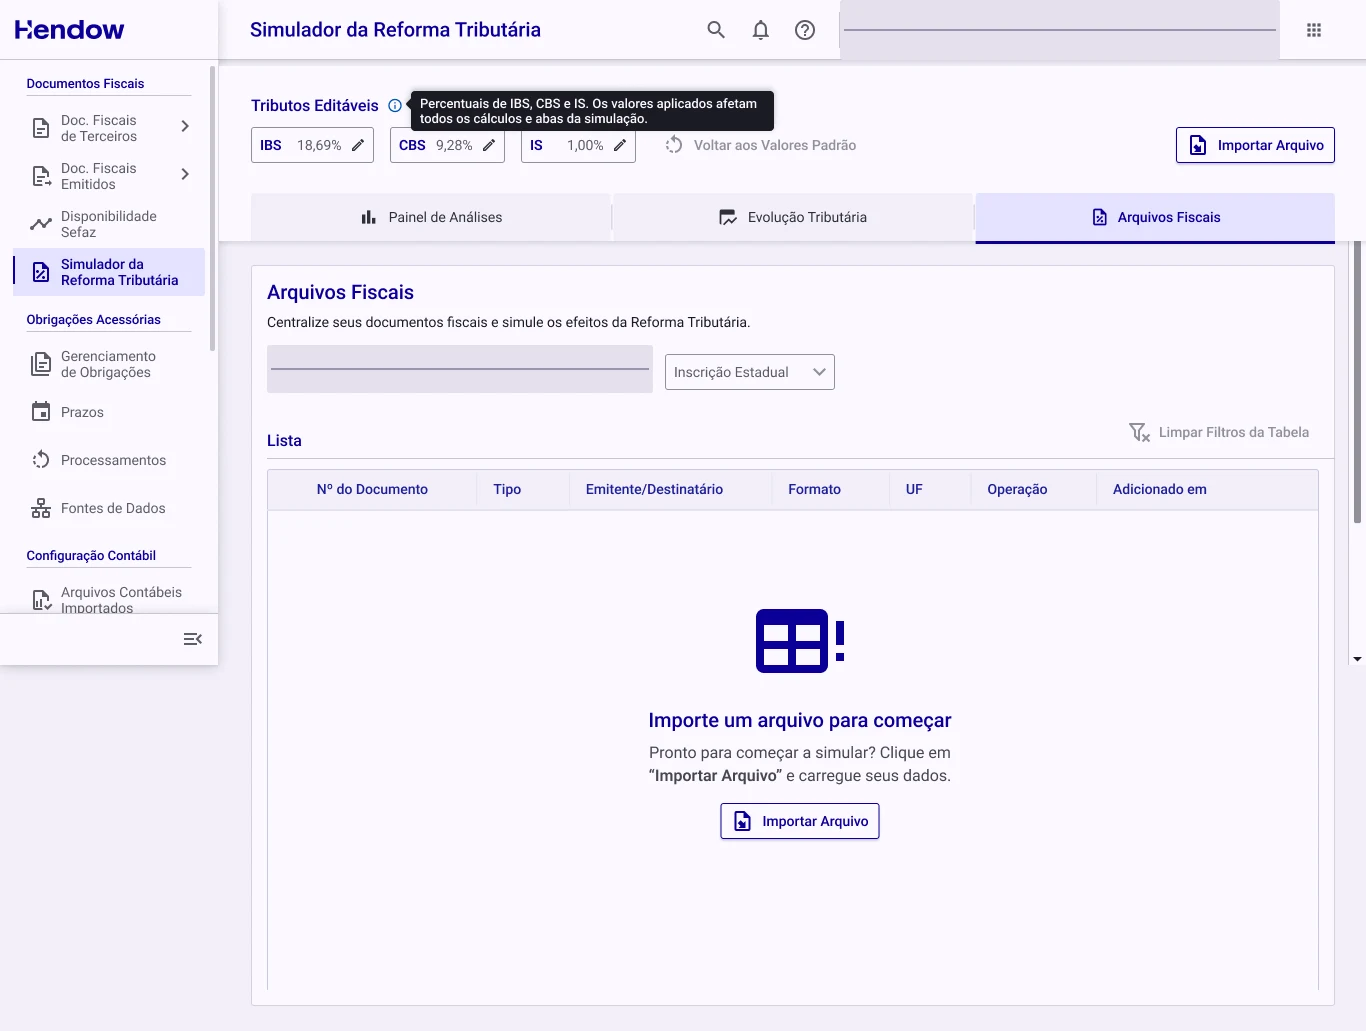 Hendow
Simulador da Reforma Tributária
Documentos Fiscais
Doc. Fiscais
de Terceiros
Doc. Fiscais
Emitidos
Disponibilidade
Sefaz
Simulador da
Reforma Tributária
Obrigações Acessórias
Gerenciamento
de Obrigações
Prazos
Processamentos
Fontes de Dados
Configuração Contábil
Arquivos Contábeis
Importados
Tributos Editáveis
Percentuais de IBS, CBS e IS. Os valores aplicados afetam
todos os cálculos e abas da simulação.
IBS 18,69% CBS 9,28% IS 1,00% Voltar aos Valores Padrão
Importar Arquivo
Painel de Análises Evolução Tributária Arquivos Fiscais
Arquivos Fiscais
Centralize seus documentos fiscais e simule os efeitos da Reforma Tributária.
Inscrição Estadual
Lista
Limpar Filtros da Tabela
Nº do Documento Tipo Emitente/Destinatário Formato UF Operação Adicionado em
Importe um arquivo para começar
Pronto para começar a simular? Clique em
“Importar Arquivo” e carregue seus dados.
Importar Arquivo